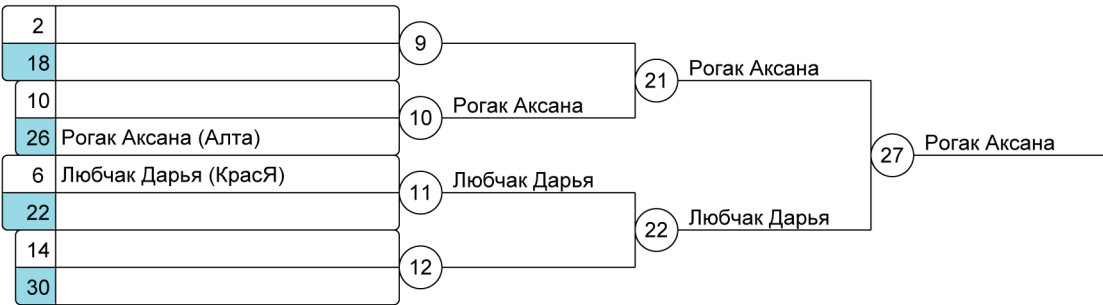 2
9
18
21 Рогак Аксана
10
10 Рогак Аксана
26 Рогак Аксана (Алта)
27 Рогак Аксана
6 Любчак Дарья (КрасЯ)
11 Любчак Дарья
22
22 Любчак Дарья
14
12
30